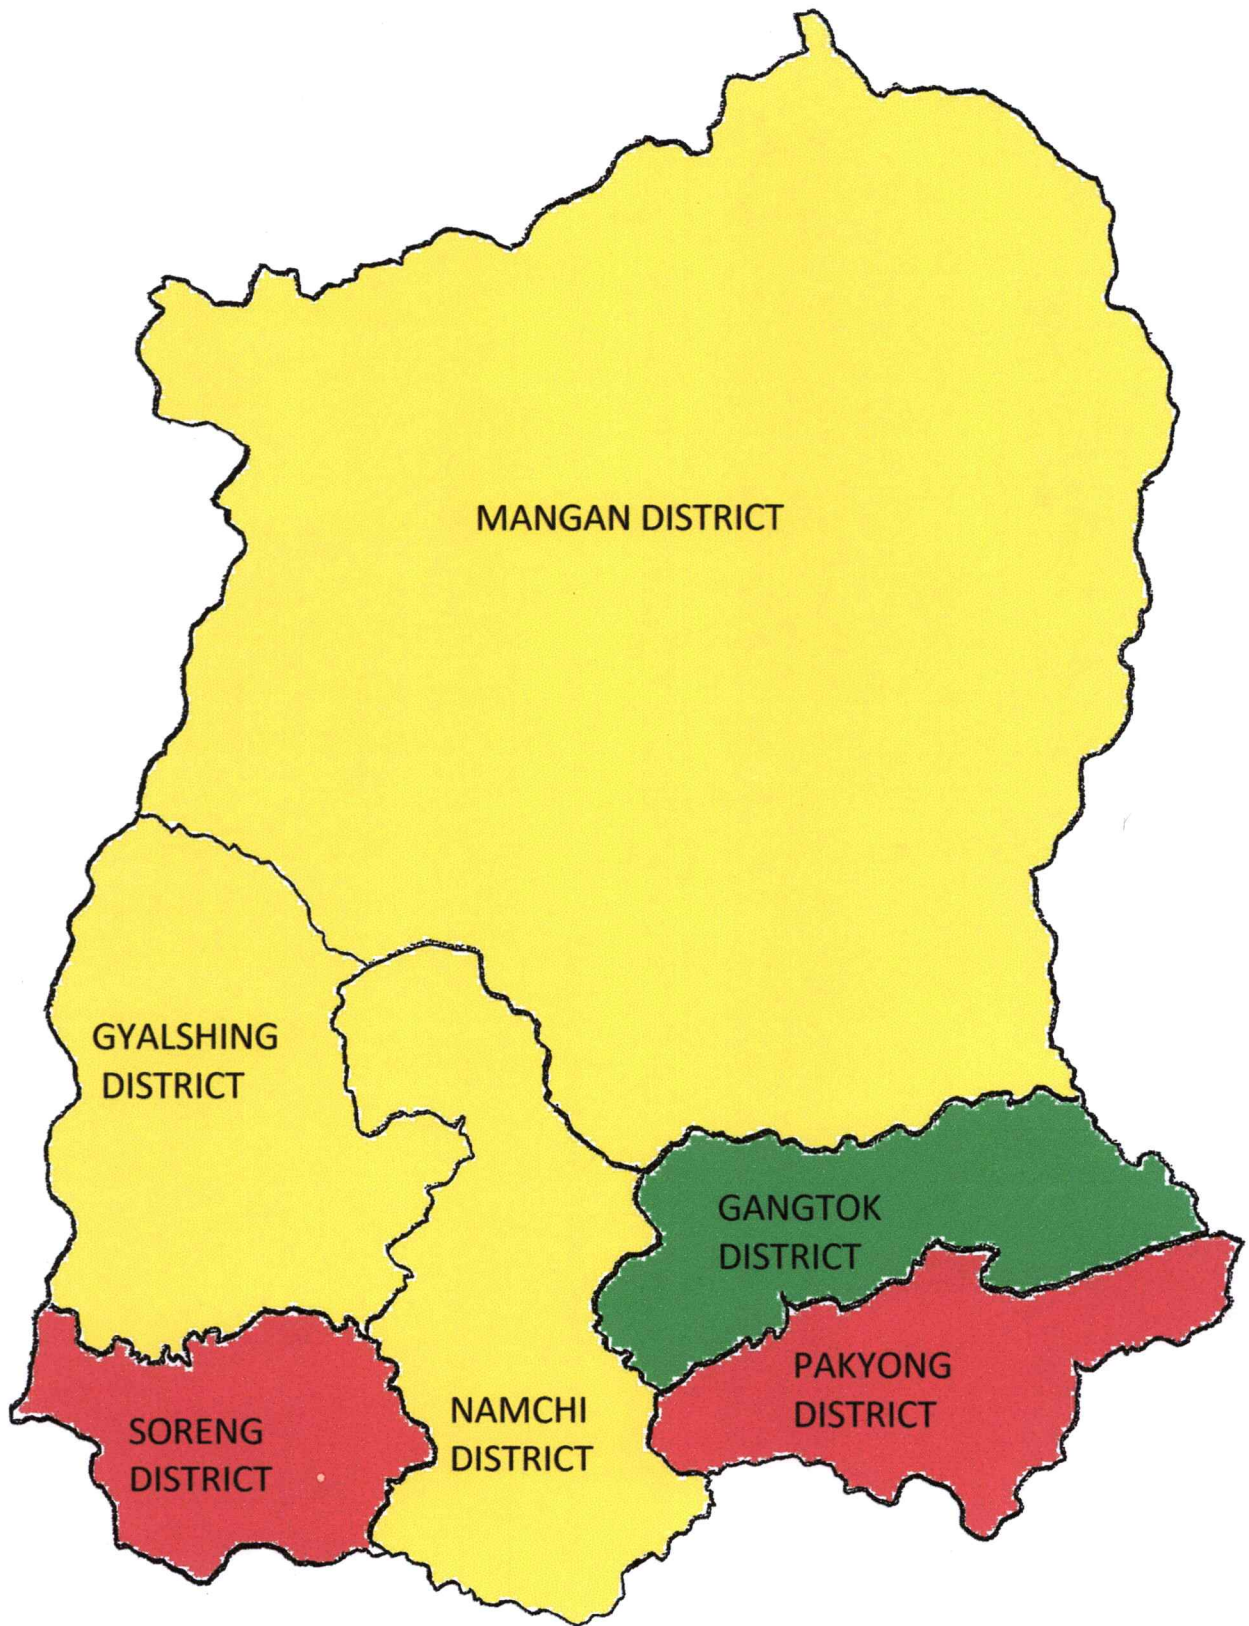 MANGAN DISTRICT
GYALSHING
DISTRICT
GANGTOK
DISTRICT
PAKYONG
DISTRICT
NAMCHI
DISTRICT
SORENG
DISTRICT